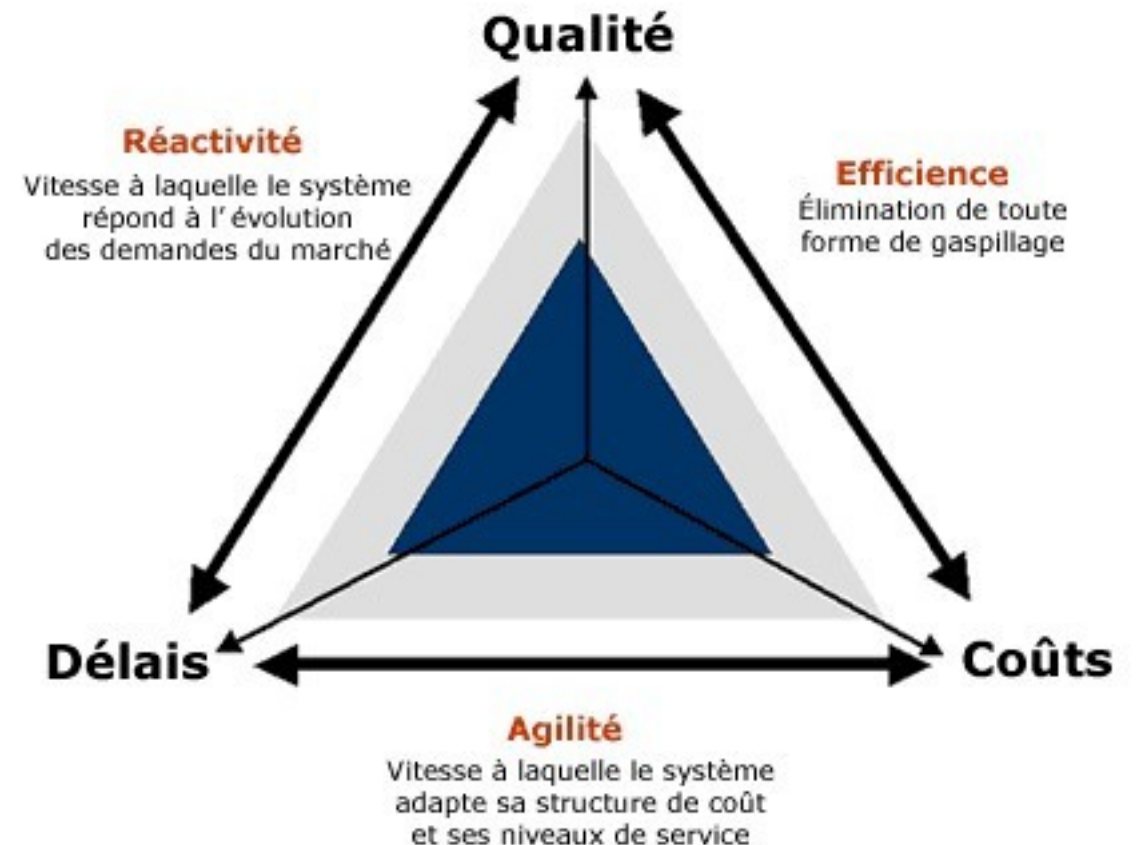 Qualité
Réactivité
Vitesse à laquelle le système
répond à l'évolution
des demandes du marché
Efficience
Élimination de toute
forme de gaspillage
Délais
Coûts
Agilité
Vitesse à laquelle le système
adapte sa structure de coût
et ses niveaux de service